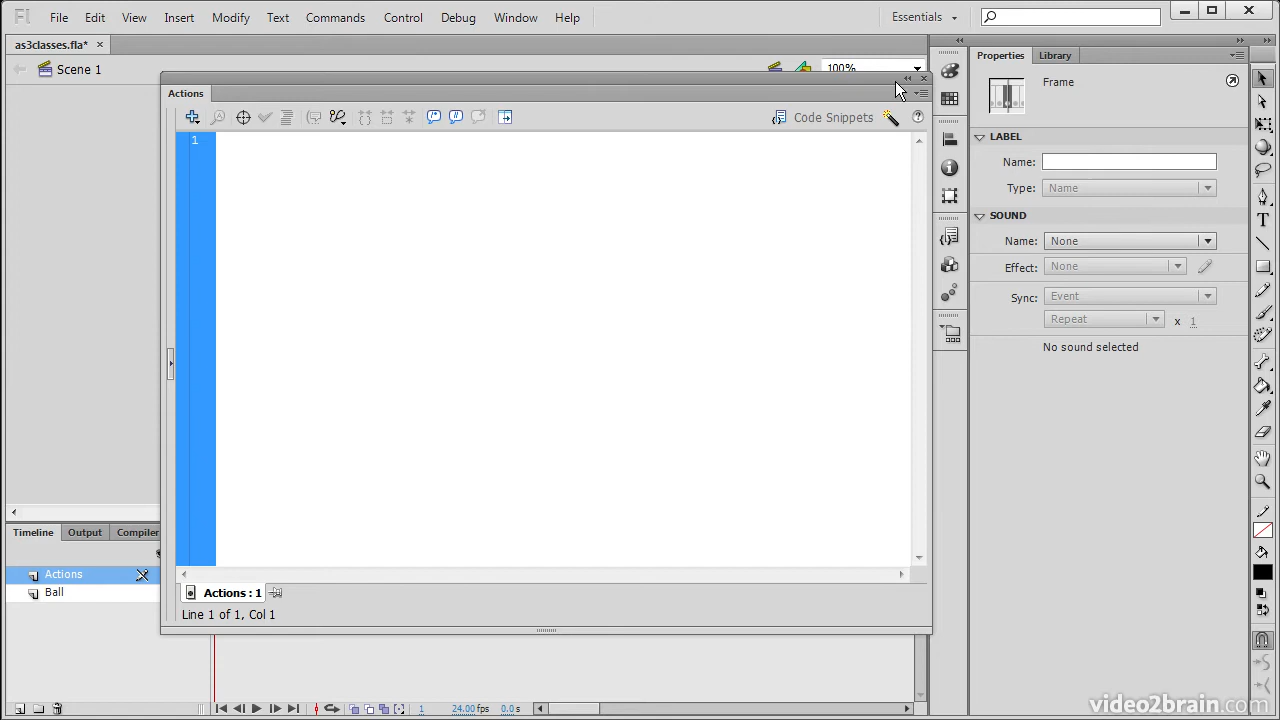 Fl File Edit View Insert Modify Text Commands Control Debug Window Help Essentials
as3classes.fla*
Scene 1 100%
Actions
Code Snippets
1
Actions : 1
Line 1 of 1, Col 1
Properties Library
Frame
LABEL
Name:
Type: Name
SOUND
Name: None
Effect: None
Sync: Event
Repeat x 1
No sound selected
Timeline Output Compiler
Actions
Ball
1 24.00 fps 0.0 s
video2brain.com